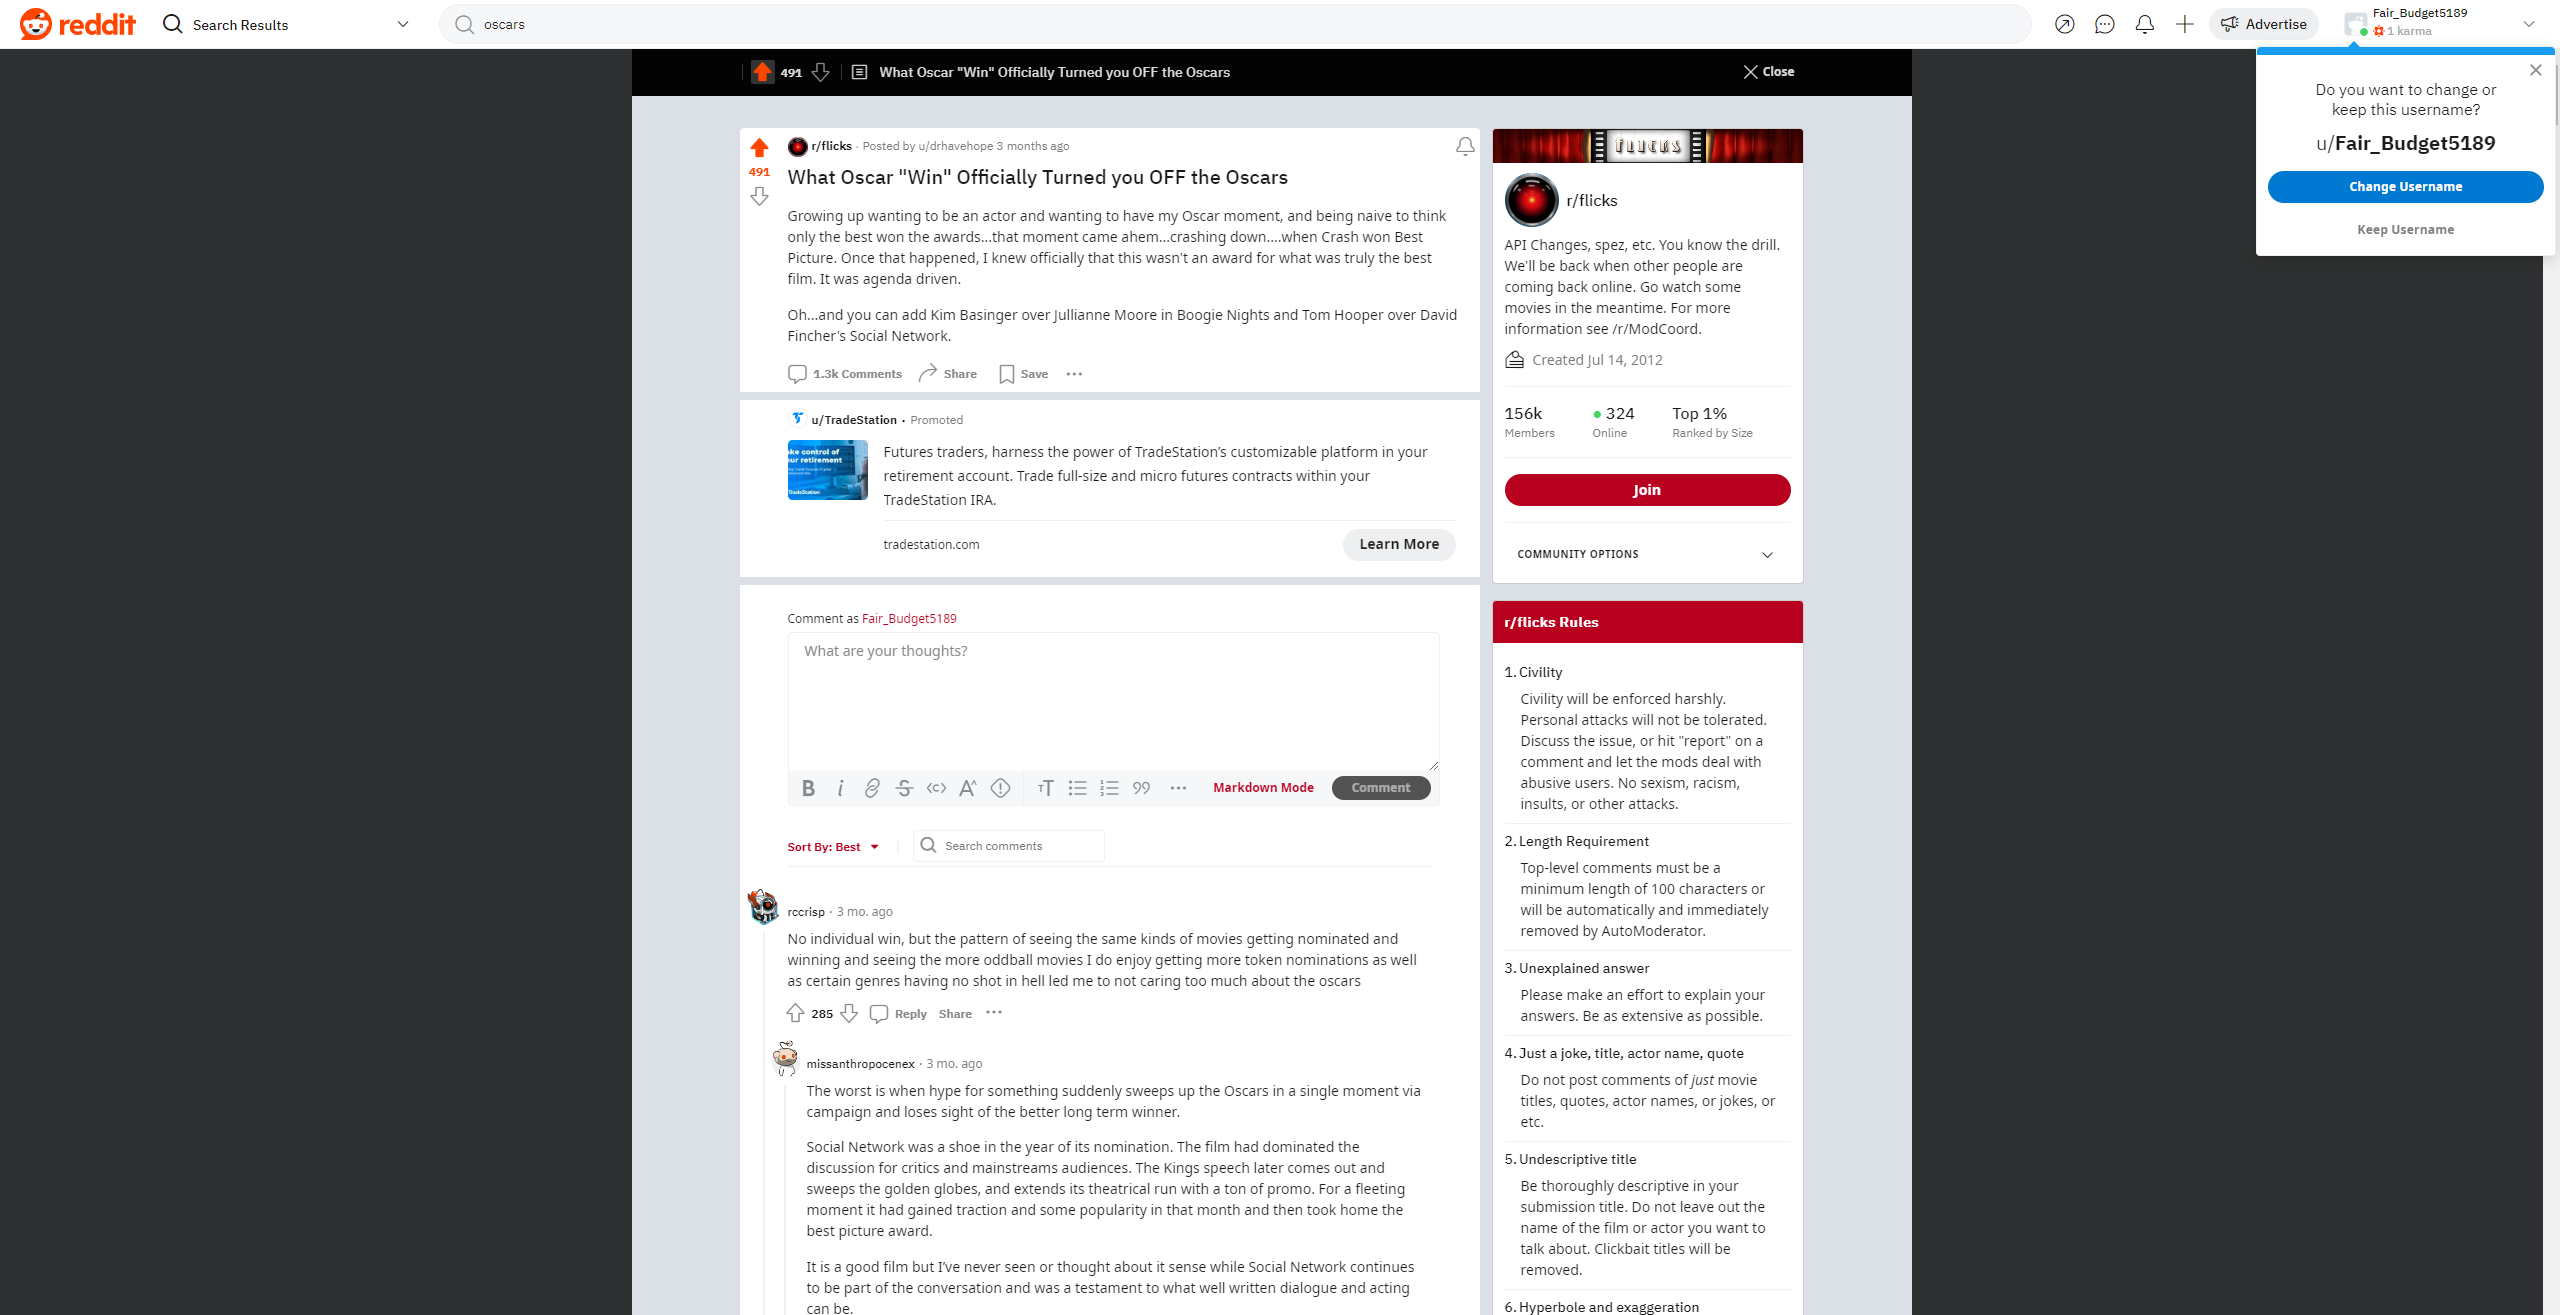 reddit
Search Results
oscars
Advertise
Fair_Budget5189
1 karma
Do you want to change or
keep this username?
u/Fair_Budget5189
Change Username
Keep Username
491
What Oscar "Win" Officially Turned you OFF the Oscars
Close
491
r/flicks · Posted by u/drhavehope 3 months ago
What Oscar "Win" Officially Turned you OFF the Oscars
Growing up wanting to be an actor and wanting to have my Oscar moment, and being naive to think
only the best won the awards...that moment came ahem...crashing down....when Crash won Best
Picture. Once that happened, I knew officially that this wasn't an award for what was truly the best
film. It was agenda driven.
Oh...and you can add Kim Basinger over Jullianne Moore in Boogie Nights and Tom Hooper over David
Fincher's Social Network.
1.3k Comments
Share
Save
u/TradeStation · Promoted
ake control of
our retirement
TradeStation
Futures traders, harness the power of TradeStation’s customizable platform in your
retirement account. Trade full-size and micro futures contracts within your
TradeStation IRA.
tradestation.com
Learn More
Comment as Fair_Budget5189
What are your thoughts?
Markdown Mode
Comment
Sort By: Best
Search comments
rccrisp · 3 mo. ago
No individual win, but the pattern of seeing the same kinds of movies getting nominated and
winning and seeing the more oddball movies I do enjoy getting more token nominations as well
as certain genres having no shot in hell led me to not caring too much about the oscars
285
Reply
Share
missanthropocenex · 3 mo. ago
The worst is when hype for something suddenly sweeps up the Oscars in a single moment via
campaign and loses sight of the better long term winner.
Social Network was a shoe in the year of its nomination. The film had dominated the
discussion for critics and mainstreams audiences. The Kings speech later comes out and
sweeps the golden globes, and extends its theatrical run with a ton of promo. For a fleeting
moment it had gained traction and some popularity in that month and then took home the
best picture award.
It is a good film but I’ve never seen or thought about it sense while Social Network continues
to be part of the conversation and was a testament to what well written dialogue and acting
can be.
FLICKS
r/flicks
API Changes, spez, etc. You know the drill.
We'll be back when other people are
coming back online. Go watch some
movies in the meantime. For more
information see /r/ModCoord.
Created Jul 14, 2012
156k
Members
324
Online
Top 1%
Ranked by Size
Join
COMMUNITY OPTIONS
r/flicks Rules
1. Civility
Civility will be enforced harshly.
Personal attacks will not be tolerated.
Discuss the issue, or hit "report" on a
comment and let the mods deal with
abusive users. No sexism, racism,
insults, or other attacks.
2. Length Requirement
Top-level comments must be a
minimum length of 100 characters or
will be automatically and immediately
removed by AutoModerator.
3. Unexplained answer
Please make an effort to explain your
answers. Be as extensive as possible.
4. Just a joke, title, actor name, quote
Do not post comments of just movie
titles, quotes, actor names, or jokes, or
etc.
5. Undescriptive title
Be thoroughly descriptive in your
submission title. Do not leave out the
name of the film or actor you want to
talk about. Clickbait titles will be
removed.
6. Hyperbole and exaggeration